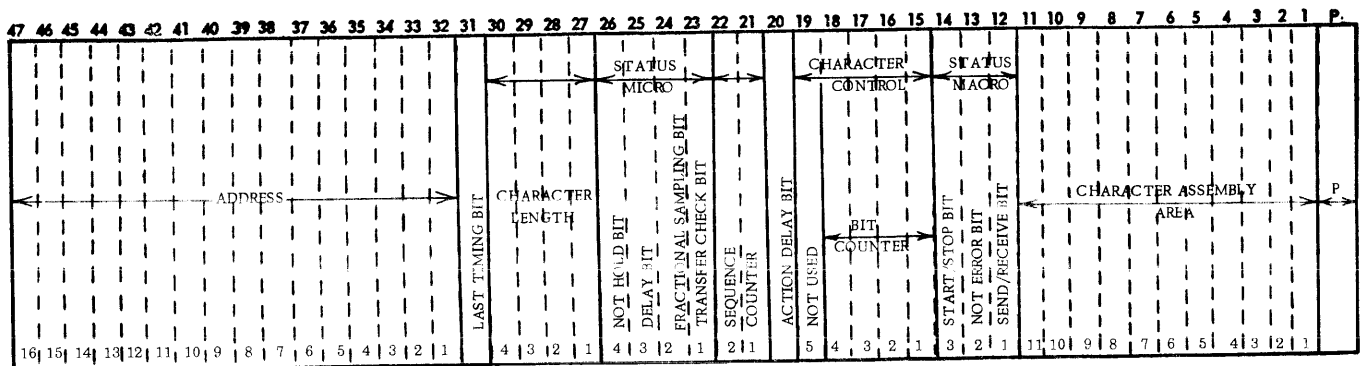 47 46 45 44 43 42 41 40 39 38 37 36 35 34 33 32 31 30 29 28 27 26 25 24 23 22 21 20 19 18 17 16 15 14 13 12 11 10 9 8 7 6 5 4 3 2 1 P.
STATUS
MICRO
CHARACTER
CONTROL
STATUS
MACRO
ADDRESS
LAST TIMING BIT
CHARACTER
LENGTH
NOT HOLD BIT
DELAY BIT
FRACTIONAL SAMPLING BIT
TRANSFER CHECK BIT
SEQUENCE
COUNTER
ACTION DELAY BIT
NOT USED
BIT
COUNTER
START/STOP BIT
NOT ERROR BIT
SEND/RECEIVE BIT
CHARACTER ASSEMBLY
AREA
P
16 15 14 13 12 11 10 9 8 7 6 5 4 3 2 1 4 3 2 1 4 3 2 1 2 1 5 4 3 2 1 3 2 1 11 10 9 8 7 6 5 4 3 2 1